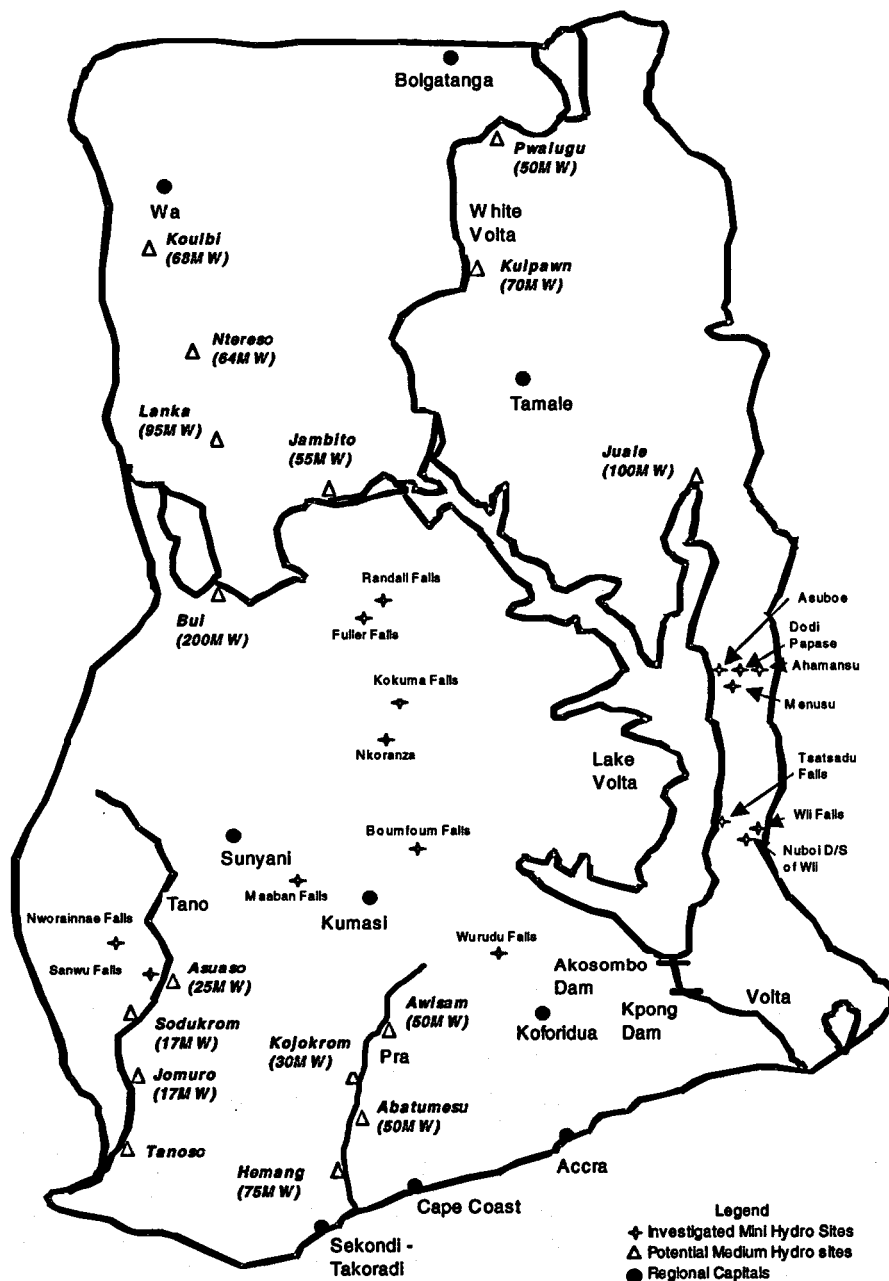 Bolgatanga
Pwalugu
(50M W)
Wa
White
Volta
Koulbi
(68M W)
Kulpawn
(70M W)
Ntereso
(64M W)
Tamale
Lanka
(95M W)
Jambito
(55M W)
Juale
(100M W)
Randall Falls
Asuboe
Bui
(200M W)
Fuller Falls
Dodi
Papase
Ahamansu
Kokuma Falls
Menusu
Nkoranza
Lake
Volta
Tsatsadu
Falls
Boumfoum Falls
Wli Falls
Sunyani
Nuboi D/S
of Wli
Maaban Falls
Tano
Kumasi
Nworainnae Falls
Wurudu Falls
Sanwu Falls
Asuaso
(25M W)
Akosombo
Dam
Awisam
(50M W)
Volta
Sodukrom
(17M W)
Kojokrom
(30M W)
Pra
Koforidua
Kpong
Dam
Jomuro
(17M W)
Abatumesu
(50M W)
Tanoso
Hemang
(75M W)
Accra
Cape Coast
Sekondi -
Takoradi
Legend
Investigated Mini Hydro Sites
Potential Medium Hydro sites
Regional Capitals